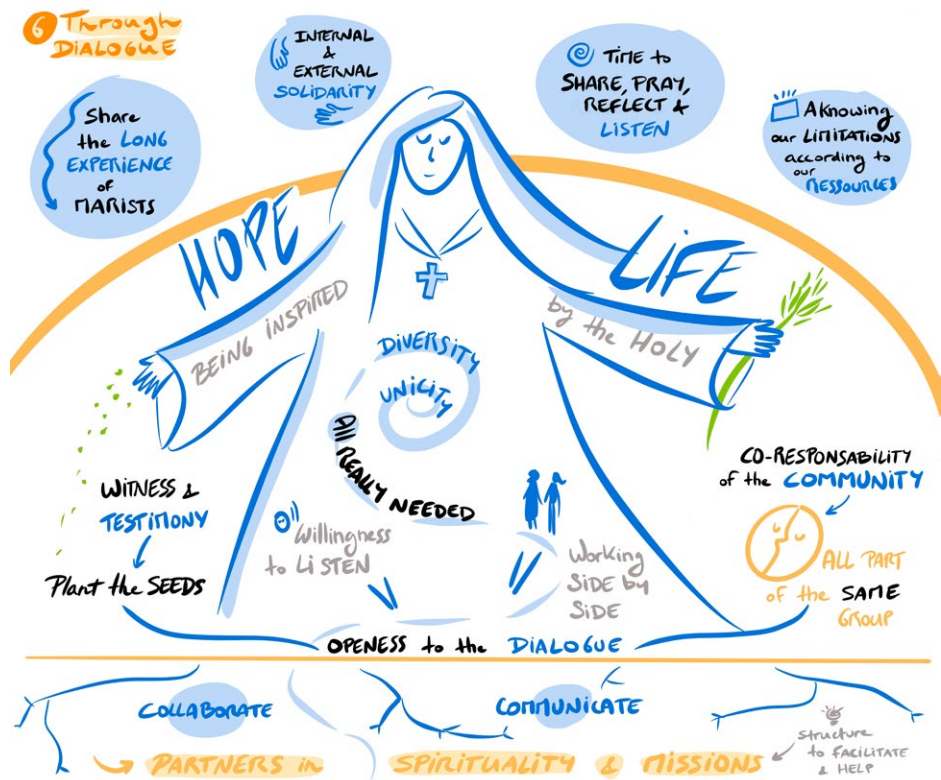 6 Through
DIALOGUE
INTERNAL
&
EXTERNAL
SOLIDARITY
TIME to
SHARE, PRAY,
REFLECT &
LISTEN
Share
the LONG
EXPERIENCE
of
MARISTS
AKNOWING
our LIMITATIONS
according to
our
RESSOURCES
HOPE
LIFE
BEING INSPIRED
by the HOLY
DIVERSITY
UNICITY
All REALLY NEEDED
WITNESS &
TESTIMONY
Plant the SEEDS
Willingness
to LISTEN
Working
SIDE by
SIDE
CO-RESPONSABILITY
of the COMMUNITY
ALL PART
of the SAME
GROUP
OPENESS to the DIALOGUE
COLLABORATE
COMMUNICATE
PARTNERS in SPIRITUALITY & MISSIONS
Structure
to FACILITATE
& HELP